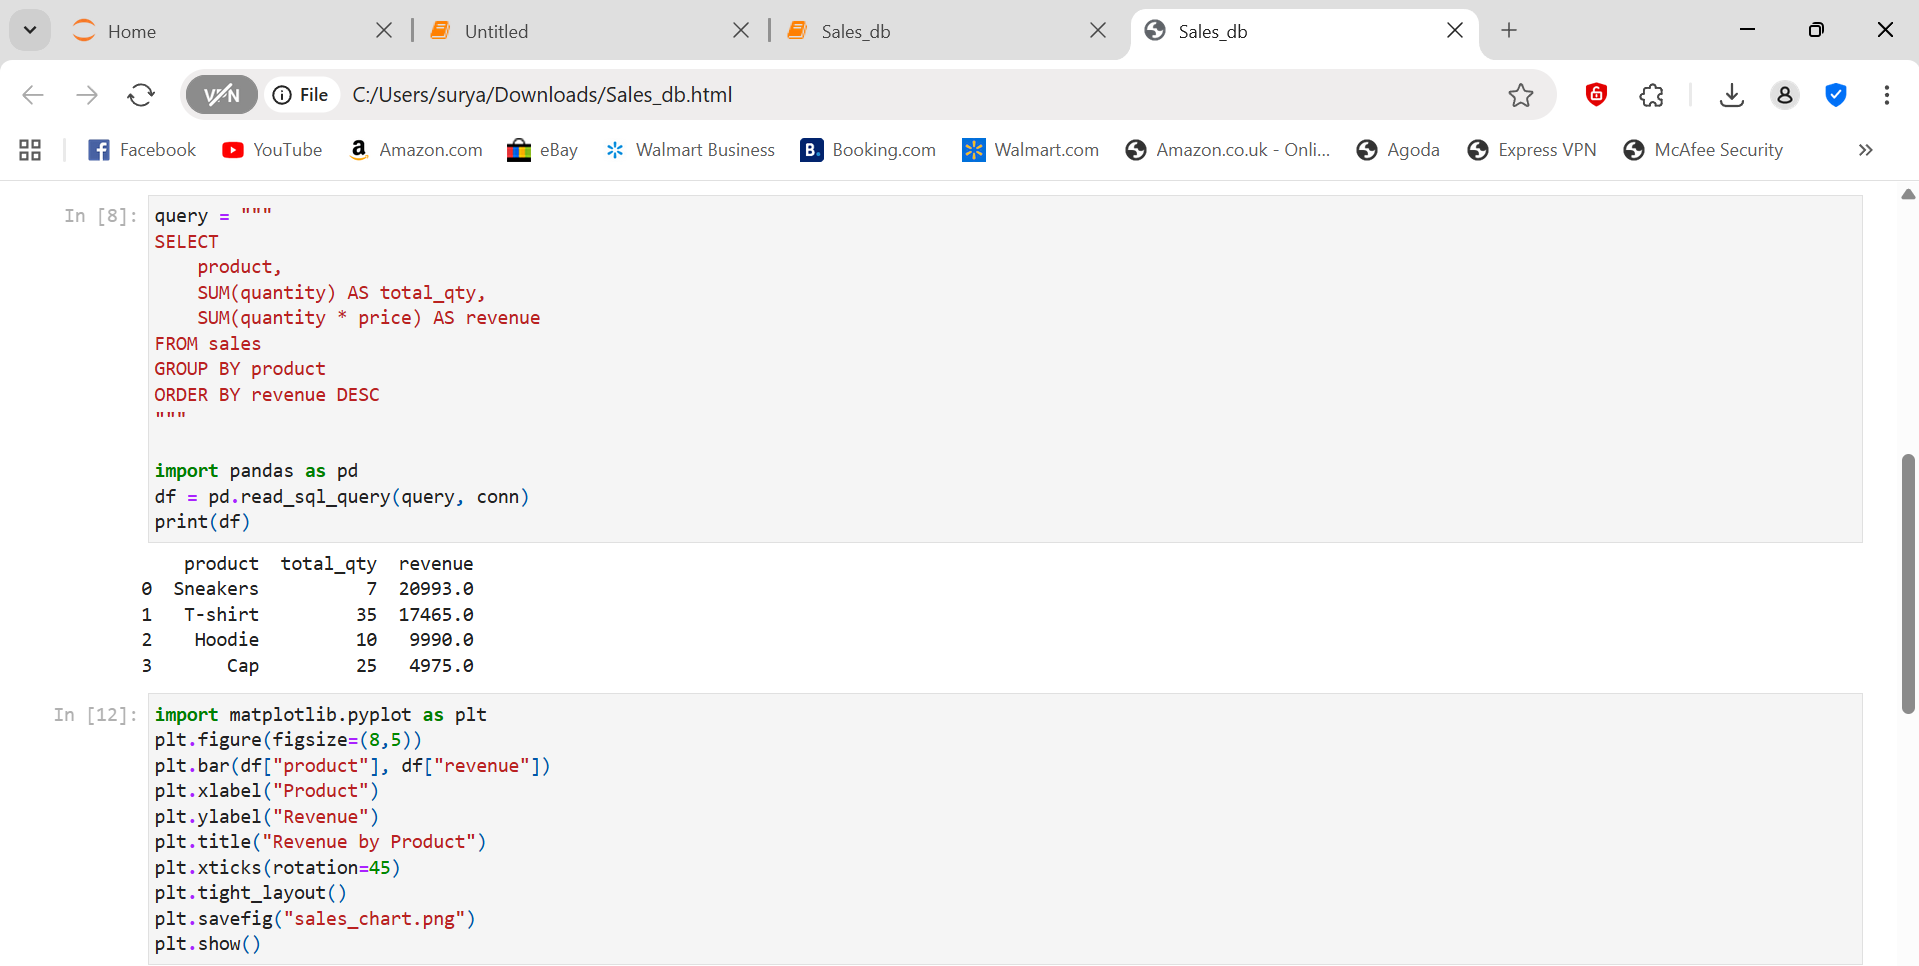 Home
Untitled
Sales_db
Sales_db
VPN
File
C:/Users/surya/Downloads/Sales_db.html
Facebook
YouTube
Amazon.com
eBay
Walmart Business
B. Booking.com
Walmart.com
Amazon.co.uk - Onli...
Agoda
Express VPN
McAfee Security
In [8]:
query = """
SELECT
    product,
    SUM(quantity) AS total_qty,
    SUM(quantity * price) AS revenue
FROM sales
GROUP BY product
ORDER BY revenue DESC
"""

import pandas as pd
df = pd.read_sql_query(query, conn)
print(df)
    product  total_qty  revenue
0  Sneakers          7  20993.0
1   T-shirt         35  17465.0
2    Hoodie         10   9990.0
3       Cap         25   4975.0
In [12]:
import matplotlib.pyplot as plt
plt.figure(figsize=(8,5))
plt.bar(df["product"], df["revenue"])
plt.xlabel("Product")
plt.ylabel("Revenue")
plt.title("Revenue by Product")
plt.xticks(rotation=45)
plt.tight_layout()
plt.savefig("sales_chart.png")
plt.show()